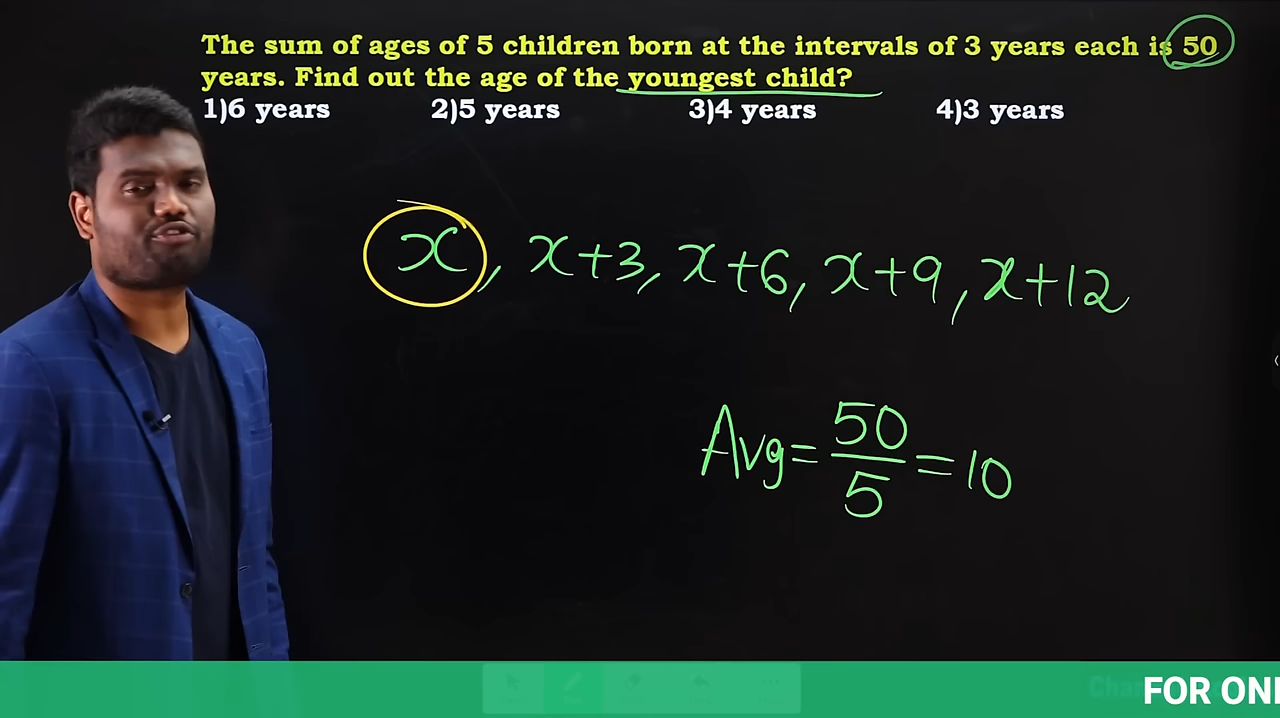 The sum of ages of 5 children born at the intervals of 3 years each is 50
years. Find out the age of the youngest child?
1)6 years 2)5 years 3)4 years 4)3 years
x, x+3, x+6, x+9, x+12
Avg = 50/5 = 10
FOR ONL